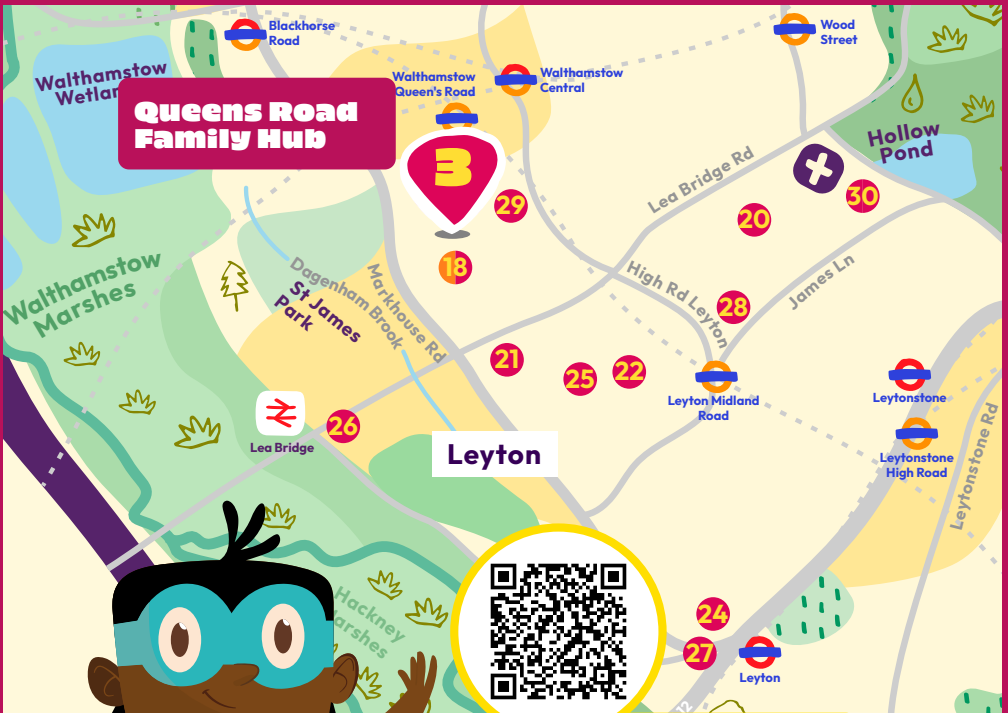 Blackhorse
Road
Wood
Street
Walthamstow
Queen's Road
Walthamstow
Central
Walthamstow
Queens Road
Family Hub
3
Hollow
Pond
Lea Bridge Rd
29
30
20
18
Walthamstow
Marshes
Dagenham Brook
St James
Park
Markhouse Rd
High Rd Leyton
James Ln
28
21
25
22
Leyton Midland
Road
Leytonstone
Leytonstone
High Road
Leytonstone Rd
26
Lea Bridge
Leyton
Hackney
24
27
Leyton
12